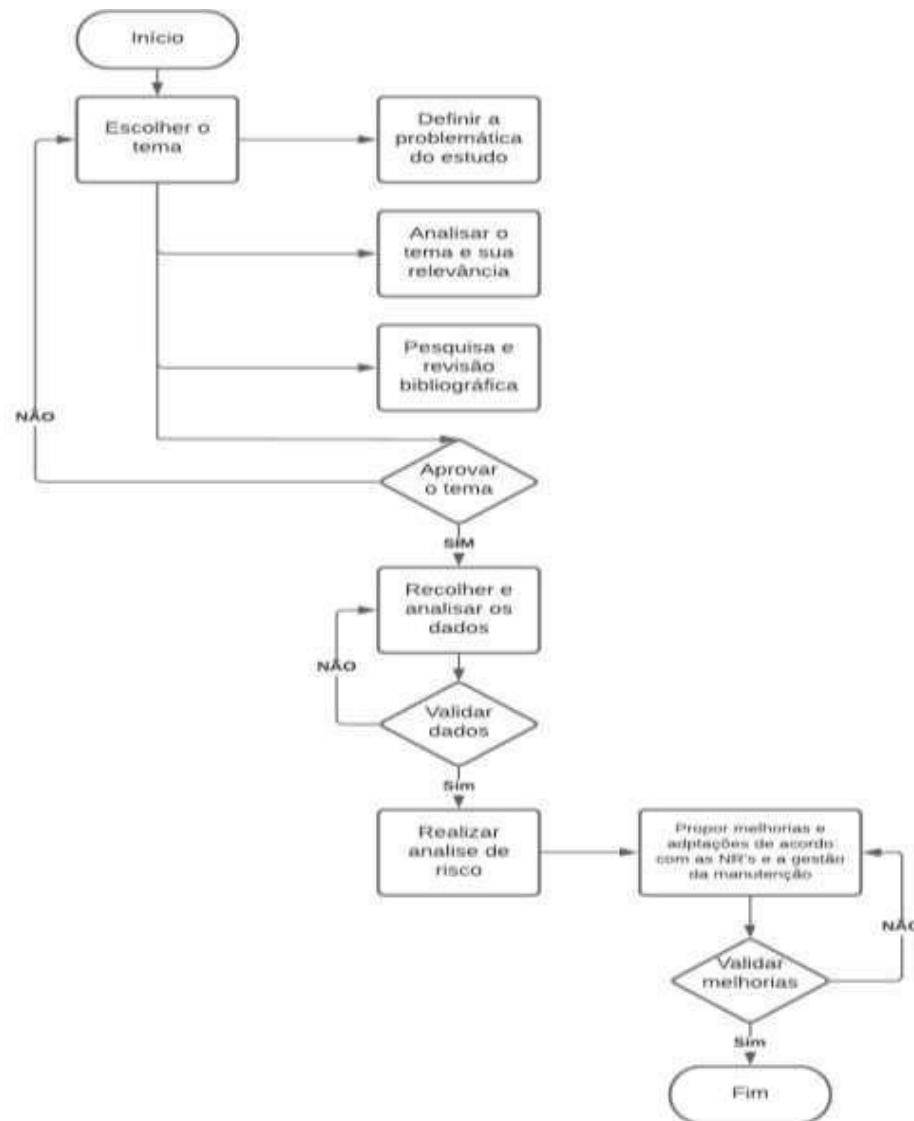 Início
Escolher o
tema
Definir a
problemática
do estudo
Analisar o
tema e sua
relevância
Pesquisa e
revisão
bibliográfica
NÃO
Aprovar
o tema
SIM
Recolher e
analisar os
dados
NÃO
Validar
dados
Sim
Realizar
analise de
risco
Propor melhorias e
adptações de acordo
com as NR's e a gestão
da manutenção
NÃO
Validar
melhorias
Sim
Fim